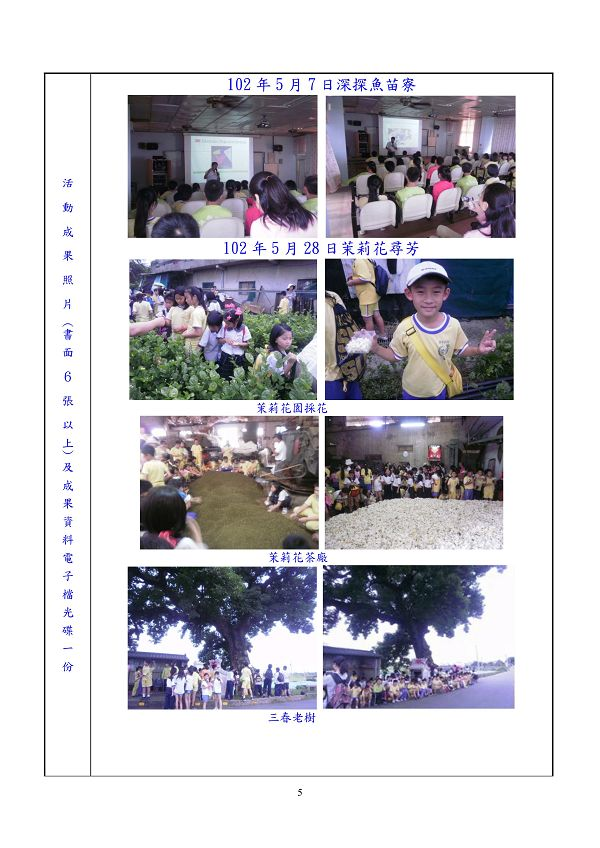 活動成果照片（書面6張以上）及成果資料電子檔光碟一份
102年5月7日深探魚苗寮
102年5月28日茉莉花尋芳
茉莉花園採花
茉莉花茶廠
三春老樹
5